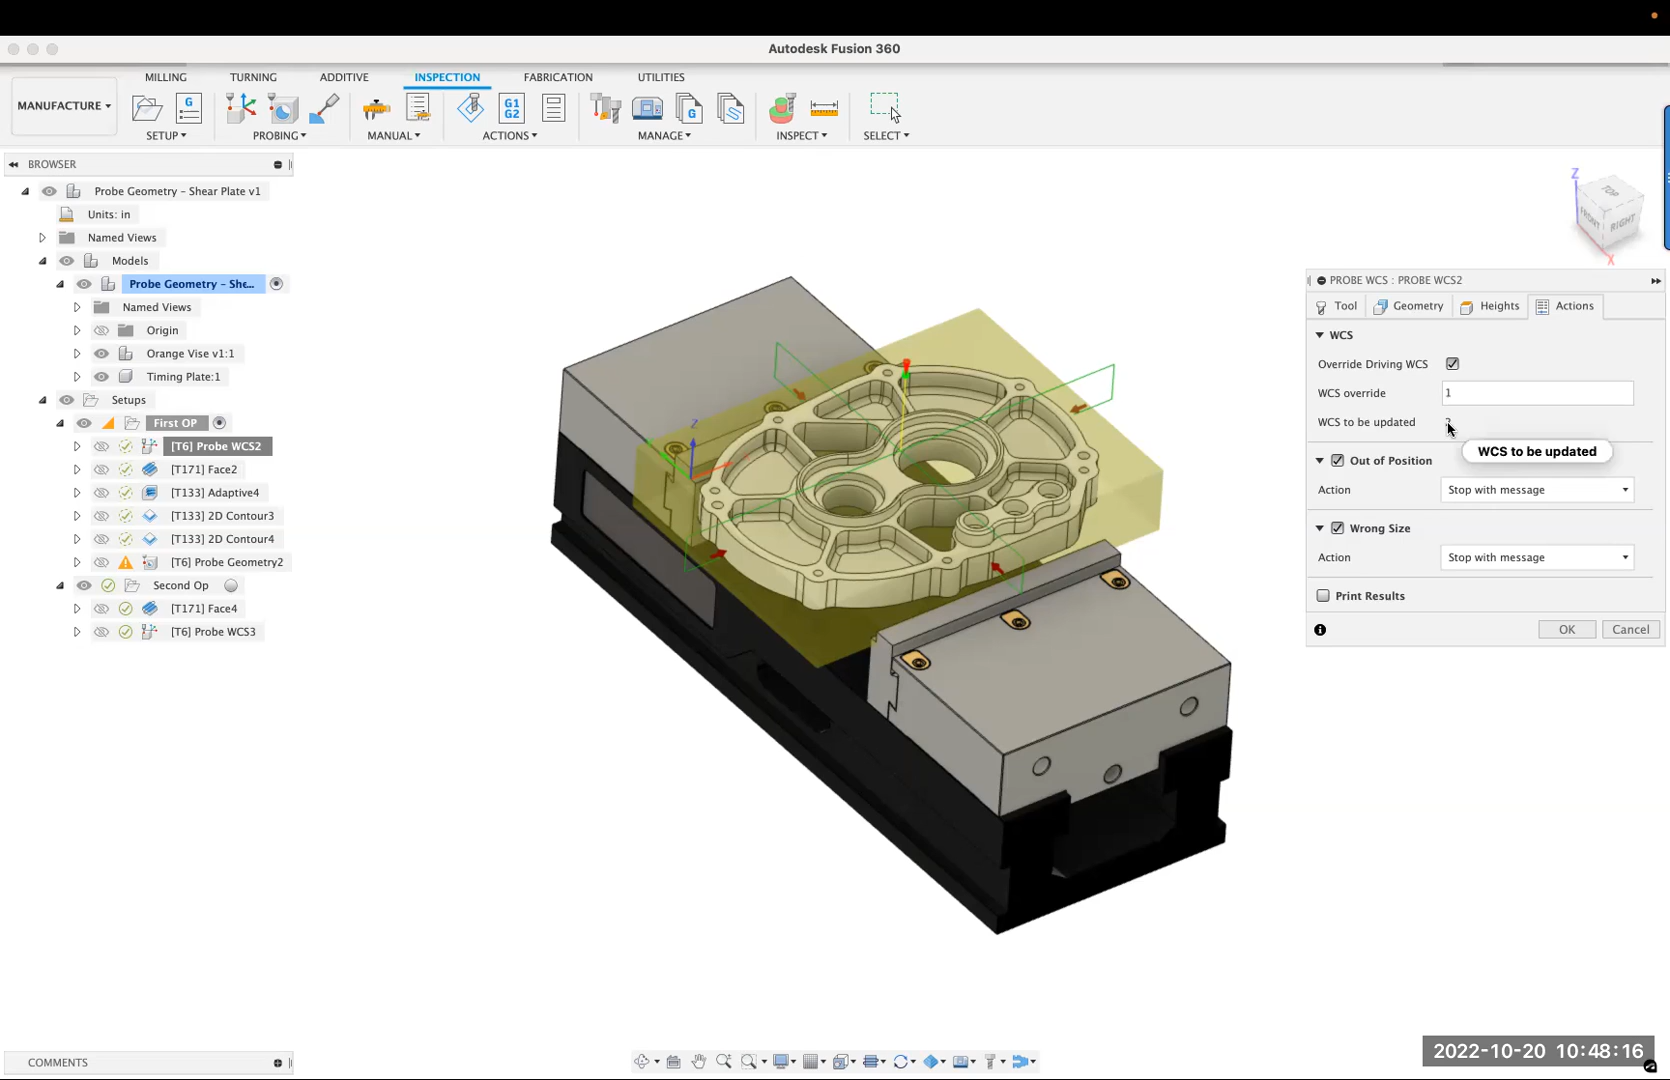 Autodesk Fusion 360
MILLING TURNING ADDITIVE INSPECTION FABRICATION UTILITIES
MANUFACTURE
G G1 G2 G
SETUP PROBING MANUAL ACTIONS MANAGE INSPECT SELECT
BROWSER
Probe Geometry - Shear Plate v1
Units: in
Named Views
Models
Probe Geometry - She...
Named Views
Origin
Orange Vise v1:1
Timing Plate:1
Setups
First OP
[T6] Probe WCS2
[T171] Face2
[T133] Adaptive4
[T133] 2D Contour3
[T133] 2D Contour4
[T6] Probe Geometry2
Second Op
[T171] Face4
[T6] Probe WCS3
Z
Z
TOP
FRONT RIGHT
X
PROBE WCS : PROBE WCS2
Tool Geometry Heights Actions
WCS
Override Driving WCS
WCS override 1
WCS to be updated
WCS to be updated
Out of Position
Action Stop with message
Wrong Size
Action Stop with message
Print Results
OK Cancel
COMMENTS
2022-10-20 10:48:16